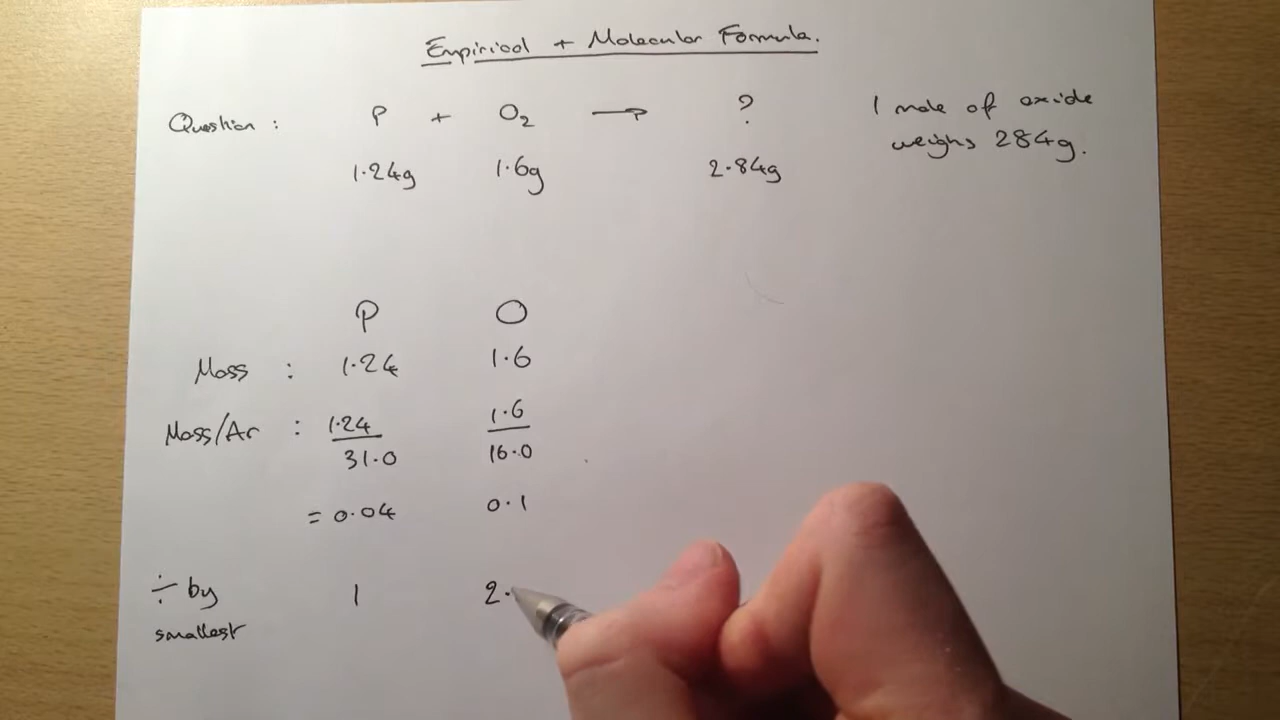 Empirical + Molecular Formula.
Question : P + O₂ → ? 1 mole of oxide
weighs 284g.
1.24g 1.6g 2.84g
P O
Mass : 1.24 1.6
Mass/Ar : 1.24/31.0 1.6/16.0
= 0.04 0.1
÷ by 1 2.
smallest